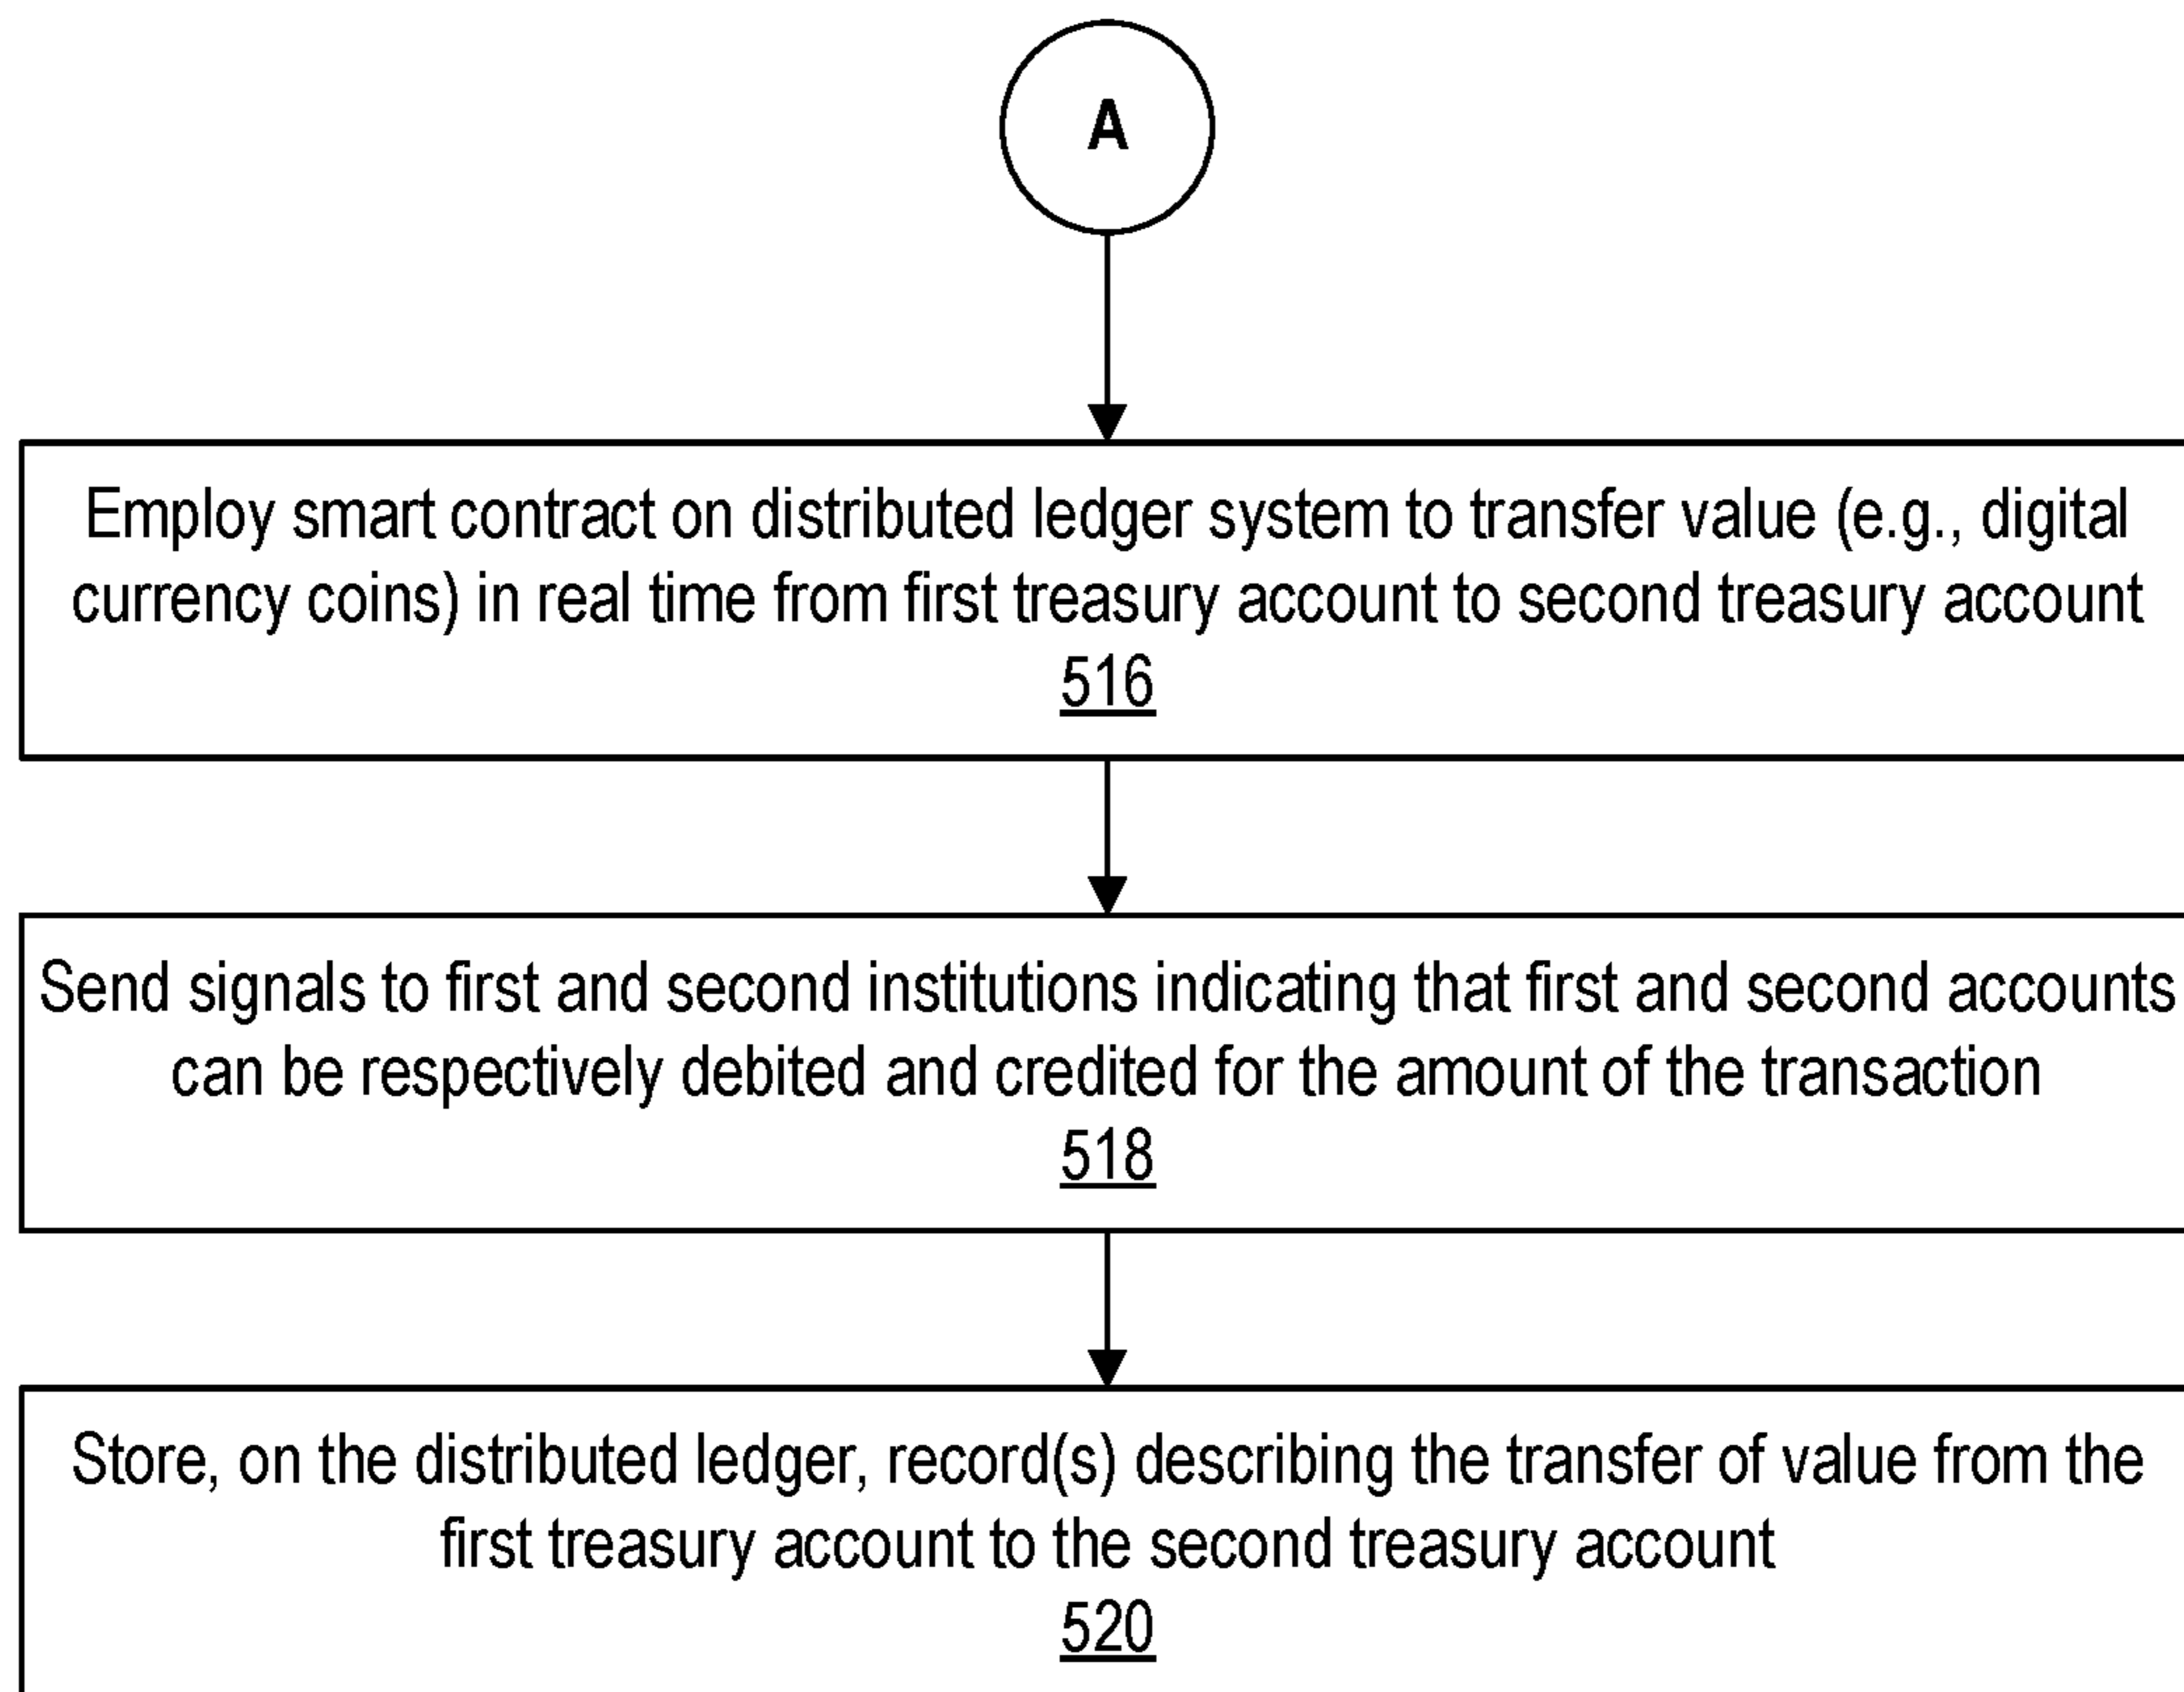 A
Employ smart contract on distributed ledger system to transfer value (e.g., digital
currency coins) in real time from first treasury account to second treasury account
516
Send signals to first and second institutions indicating that first and second accounts
can be respectively debited and credited for the amount of the transaction
518
Store, on the distributed ledger, record(s) describing the transfer of value from the
first treasury account to the second treasury account
520